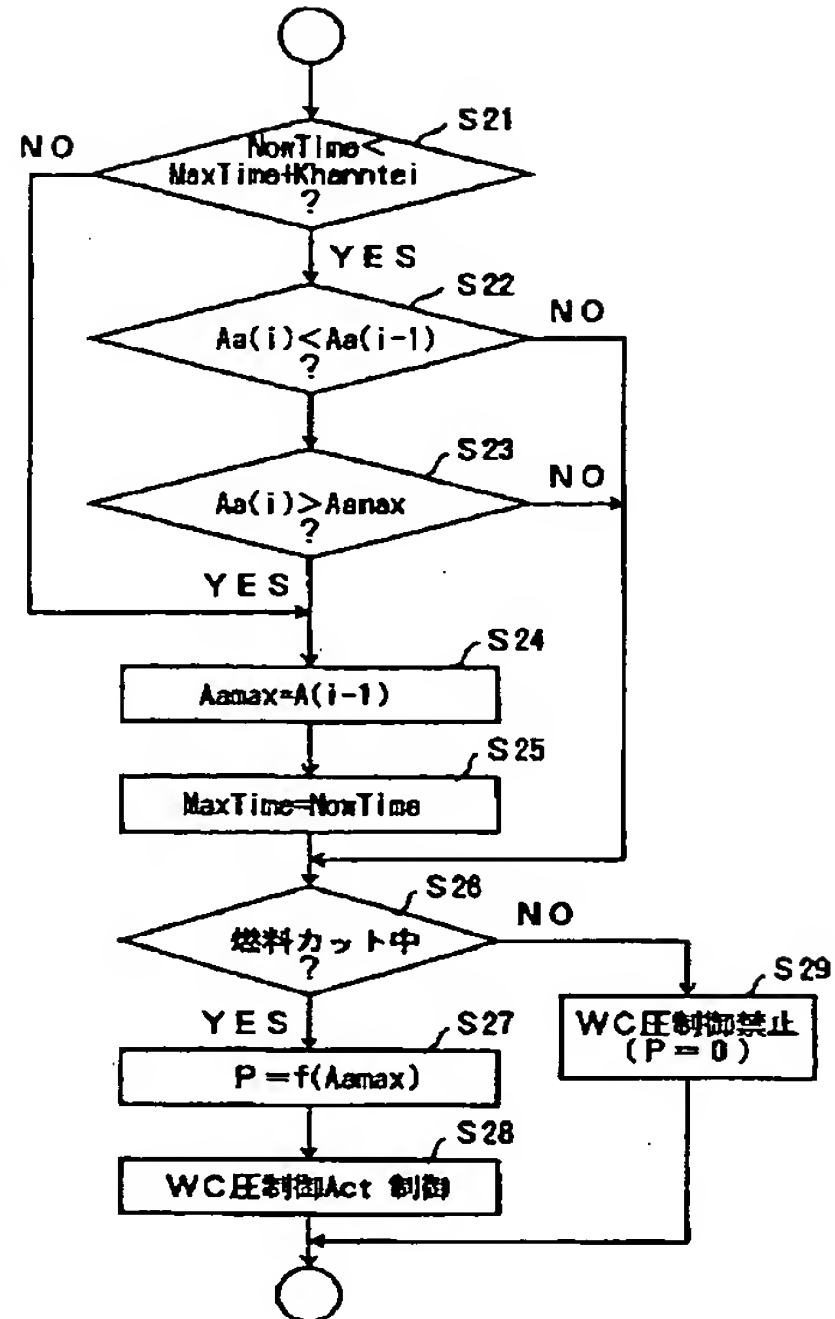 S21
NowTime<
MaxTime+Khanntei
?
NO
YES
S22
Aa(i)<Aa(i-1)
?
NO
S23
Aa(i)>Aamax
?
NO
YES
S24
Aamax=A(i-1)
S25
MaxTime=NowTime
S26
燃料カット中
?
NO
YES
S29
WC圧制御禁止
(P=0)
S27
P=f(Aamax)
S28
WC圧制御Act 制御